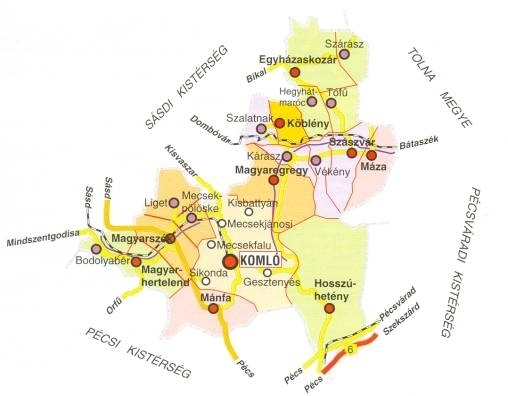 Szárász
Egyházaskozár
Bikal
TOLNA MEGYE
SÁSDI KISTÉRSÉG
Hegyhát-
maróc
Tófű
Szalatnak
Köblény
Dombóvár
Szászvár
Bátaszék
Kárász
Máza
Kisvaszar
Magyaregregy
Vékény
Sásd
Sásd
Liget
Mecsek-
pölöske
Kisbattyán
Mecsekjánosi
Mindszentgodisa
Magyarszék
Mecsekfalu
Bodolyabér
KOMLÓ
Magyar-
hertelend
Sikonda
Gesztenyés
Hosszú-
hetény
PÉCSVÁRADI KISTÉRSÉG
Orfű
Mánfa
Pécsvárad
Szekszárd
PÉCSI KISTÉRSÉG
6
Pécs
Pécs
Pécs